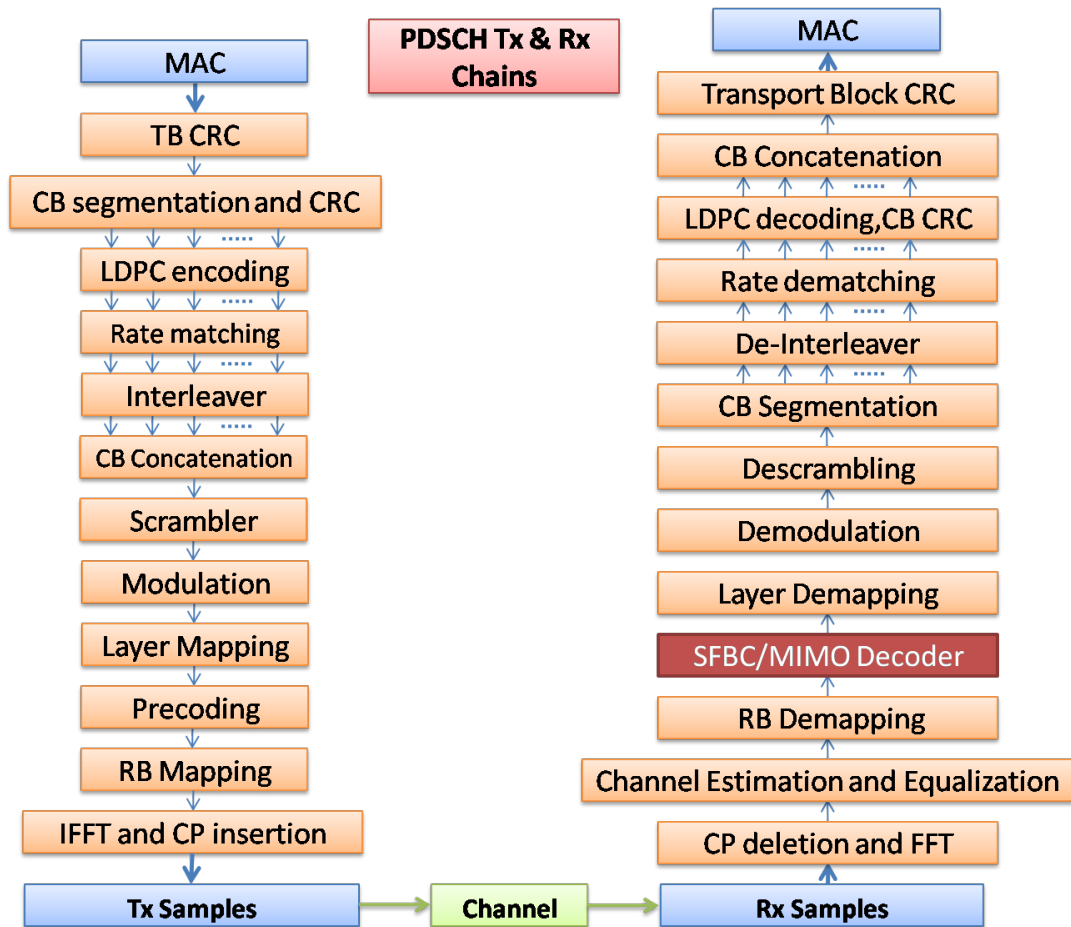 PDSCH Tx & Rx
Chains
MAC
TB CRC
CB segmentation and CRC
.....
LDPC encoding
.....
Rate matching
.....
Interleaver
.....
CB Concatenation
Scrambler
Modulation
Layer Mapping
Precoding
RB Mapping
IFFT and CP insertion
Tx Samples
Channel
MAC
Transport Block CRC
CB Concatenation
.....
LDPC decoding,CB CRC
.....
Rate dematching
.....
De-Interleaver
.....
CB Segmentation
Descrambling
Demodulation
Layer Demapping
SFBC/MIMO Decoder
RB Demapping
Channel Estimation and Equalization
CP deletion and FFT
Rx Samples